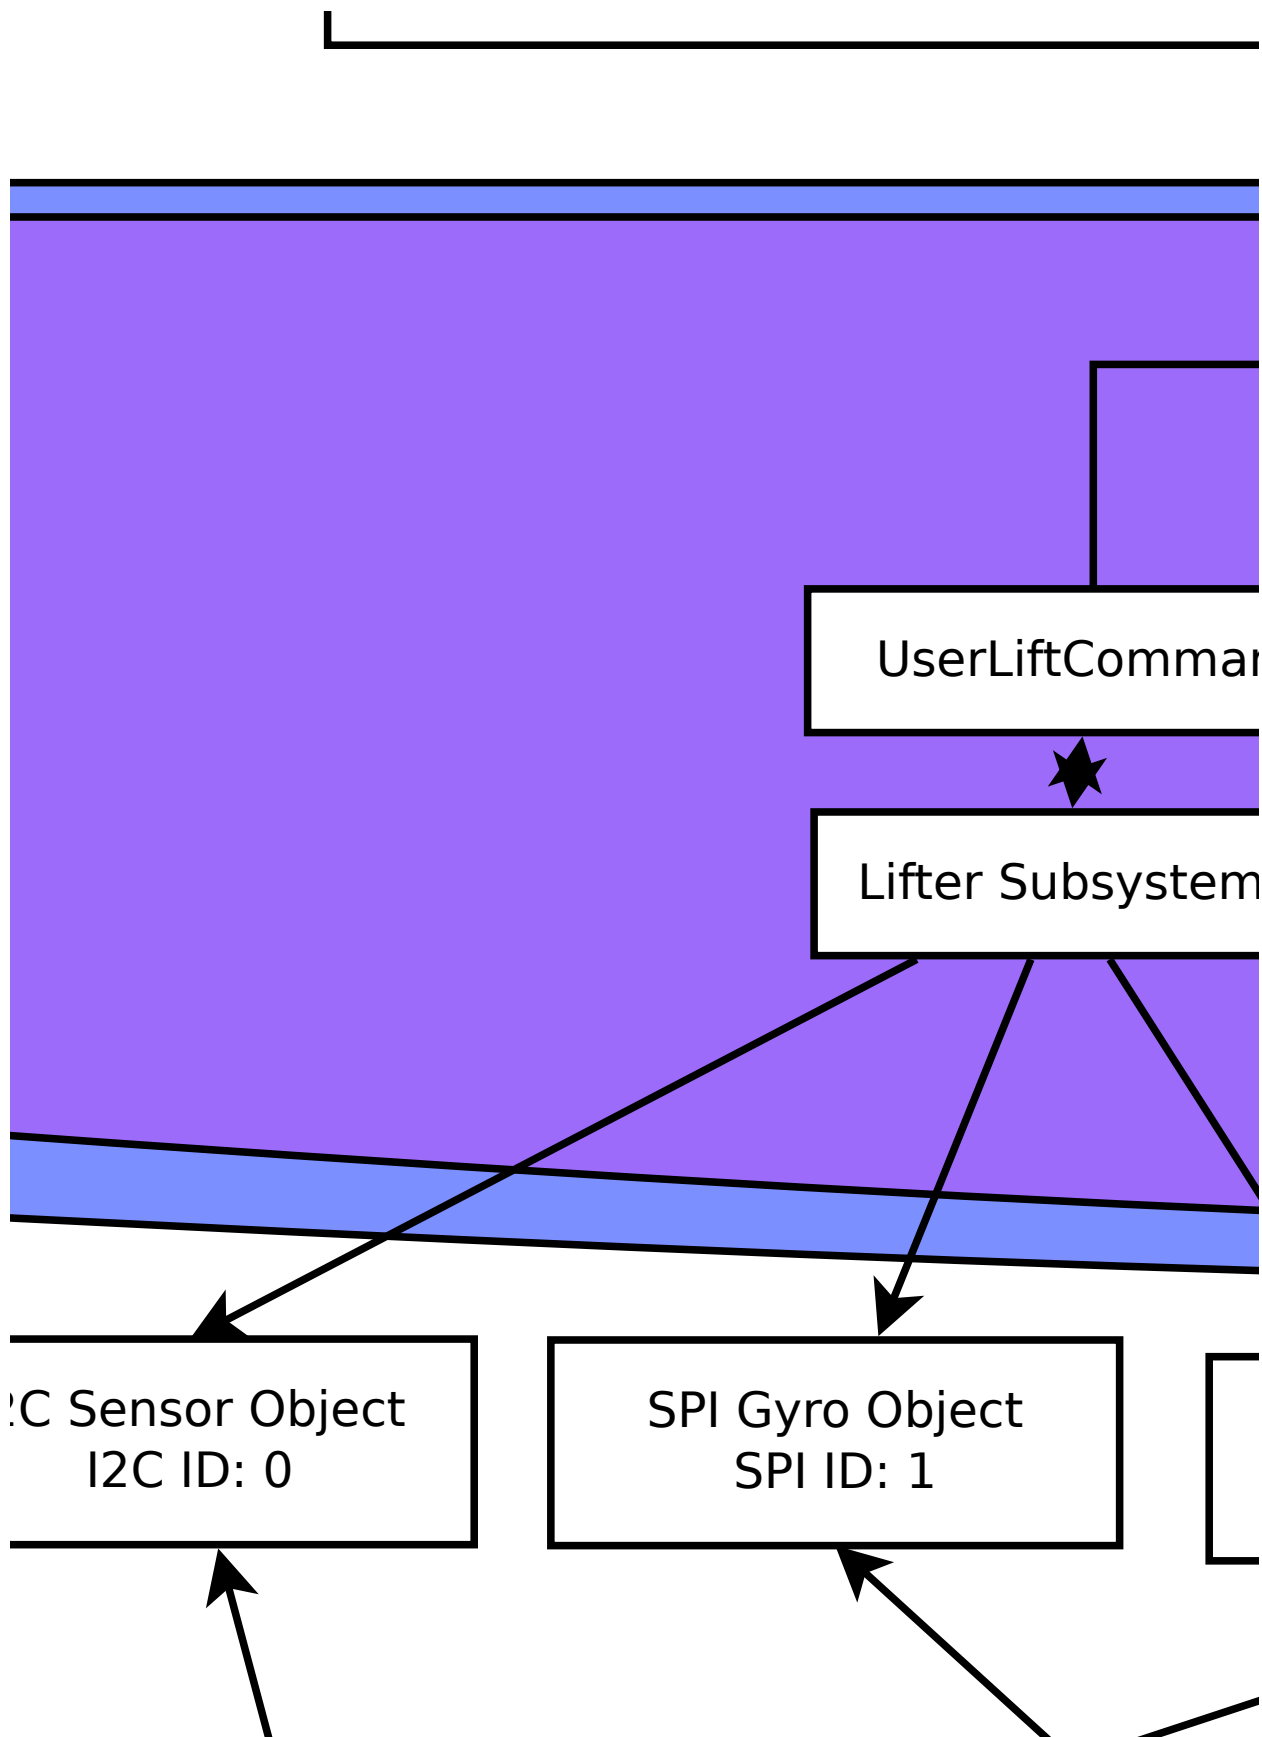 UserLiftComman
Lifter Subsystem
C Sensor Object
I2C ID: 0
SPI Gyro Object
SPI ID: 1